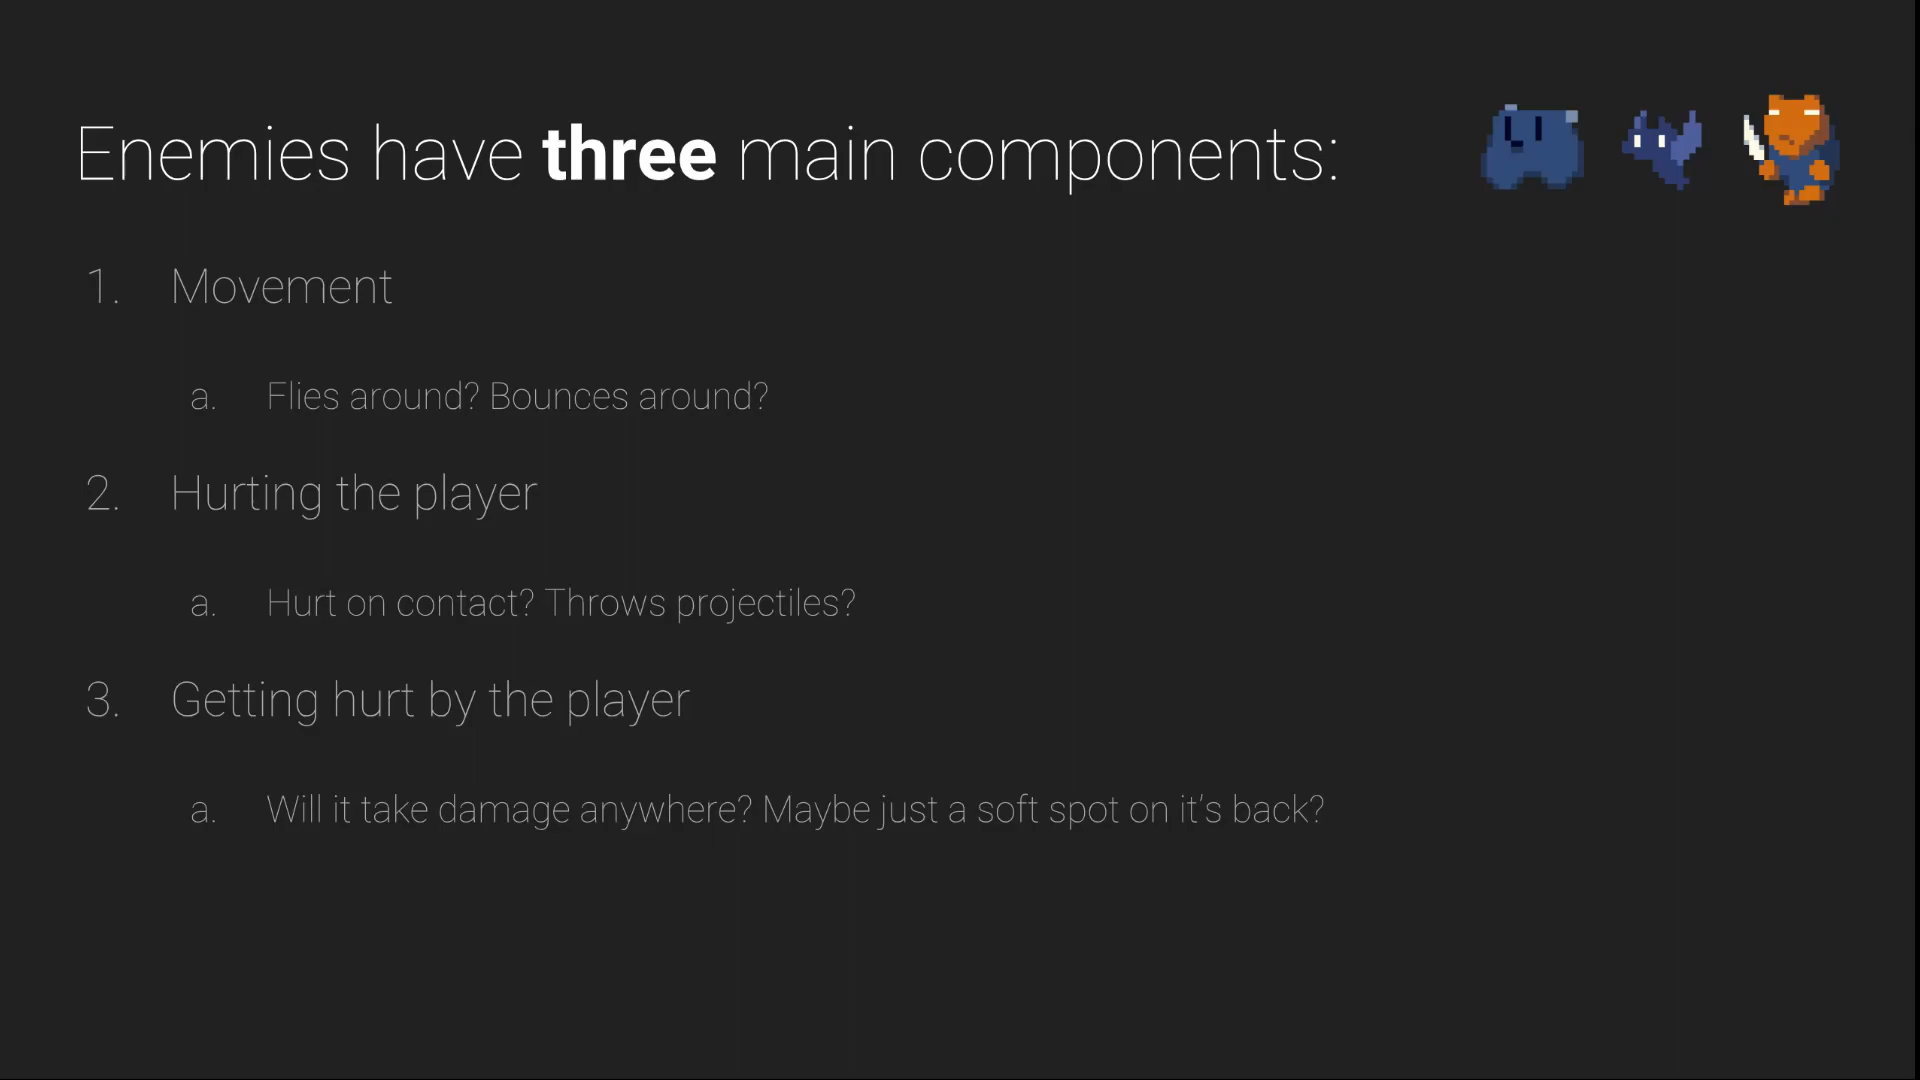 Enemies have three main components:
1. Movement
a. Flies around? Bounces around?
2. Hurting the player
a. Hurt on contact? Throws projectiles?
3. Getting hurt by the player
a. Will it take damage anywhere? Maybe just a soft spot on it's back?